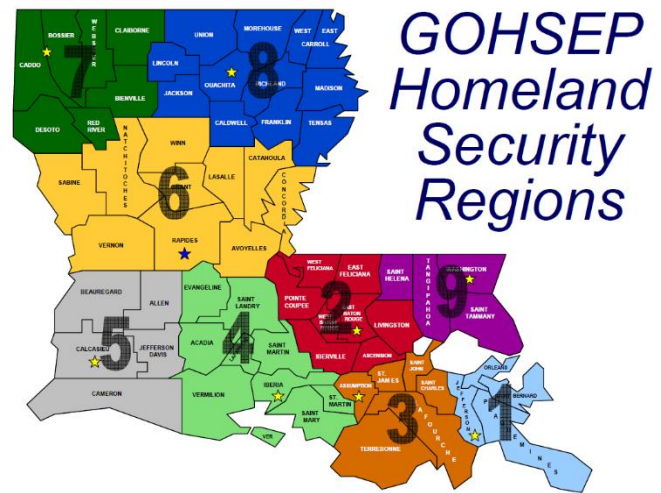 GOHSEP
Homeland
Security
Regions
BOSSIER
WEBSTER
CLAIBORNE
CADDO
7
BIENVILLE
DESOTO
RED
RIVER
UNION
MOREHOUSE
WEST
CARROLL
EAST
LINCOLN
OUACHITA
8
RICHLAND
MADISON
JACKSON
CALDWELL
FRANKLIN
TENSAS
NATCHITOCHES
WINN
CATAHOULA
SABINE
6
GRANT
LASALLE
CONCORDIA
VERNON
RAPIDES
AVOYELLES
BEAUREGARD
ALLEN
CALCASIEU
5
JEFFERSON
DAVIS
CAMERON
EVANGELINE
SAINT
LANDRY
4
ACADIA
SAINT
MARTIN
VERMILION
IBERIA
ST.
MARTIN
SAINT
MARY
VER
WEST
FELICIANA
EAST
FELICIANA
POINTE
COUPEE
2
EAST
BATON
ROUGE
WEST
LIVINGSTON
IBERVILLE
ASCENSION
SAINT
HELENA
TANGIPAHOA
WASHINGTON
9
SAINT
TAMMANY
ASSUMPTION
ST.
JAMES
SAINT
JOHN
SAINT
CHARLES
3
LAFOURCHE
TERREBONNE
ORLEANS
JEFFERSON
1
BERNARD
PLAQUEMINES